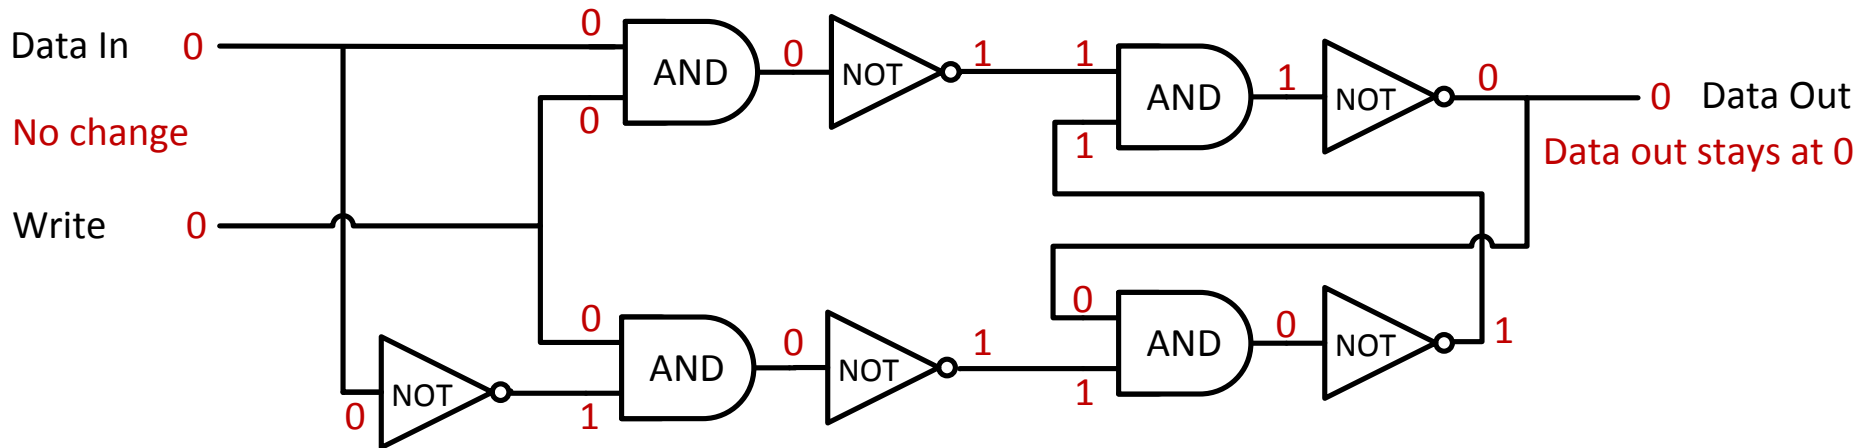 0
Data In 0
0 1 1
AND NOT
0
1 0
AND NOT
0 Data Out
No change
0
1
Data out stays at 0
Write 0
0
0 1
AND NOT
0
0 0
AND NOT
1
NOT
0
1
1